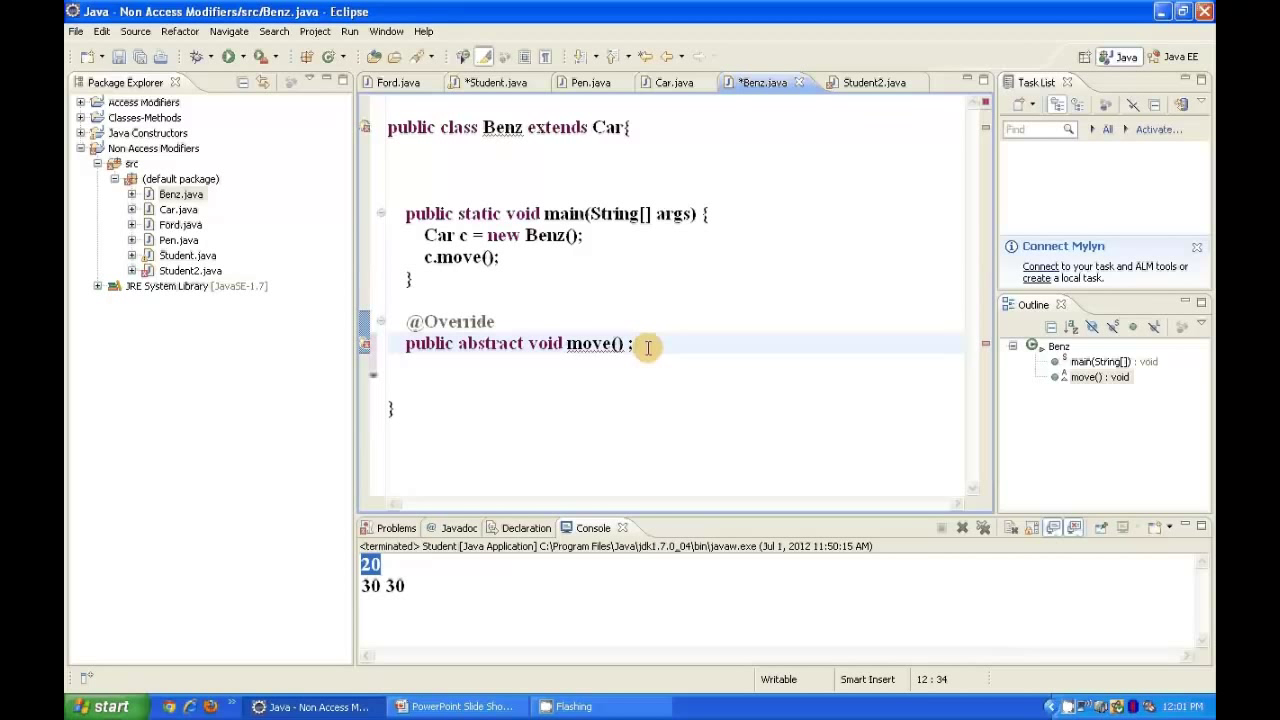 Java - Non Access Modifiers/src/Benz.java - Eclipse
File Edit Source Refactor Navigate Search Project Run Window Help
Java Java EE
Package Explorer
Ford.java *Student.java Pen.java Car.java *Benz.java Student2.java
Task List
Access Modifiers
Classes-Methods
Java Constructors
Non Access Modifiers
src
(default package)
Benz.java
Car.java
Ford.java
Pen.java
Student.java
Student2.java
JRE System Library [JavaSE-1.7]
public class Benz extends Car{
public static void main(String[] args) {
Car c = new Benz();
c.move();
}
@Override
public abstract void move() ;
}
Find All Activate...
Connect Mylyn
Connect to your task and ALM tools or
create a local task.
Outline
Benz
main(String[]) : void
move() : void
Problems Javadoc Declaration Console
<terminated> Student [Java Application] C:\Program Files\Java\jdk1.7.0_04\bin\javaw.exe (Jul 1, 2012 11:50:15 AM)
20
30 30
Writable Smart Insert 12 : 34
start Java - Non Access M... PowerPoint Slide Sho... Flashing 12:01 PM